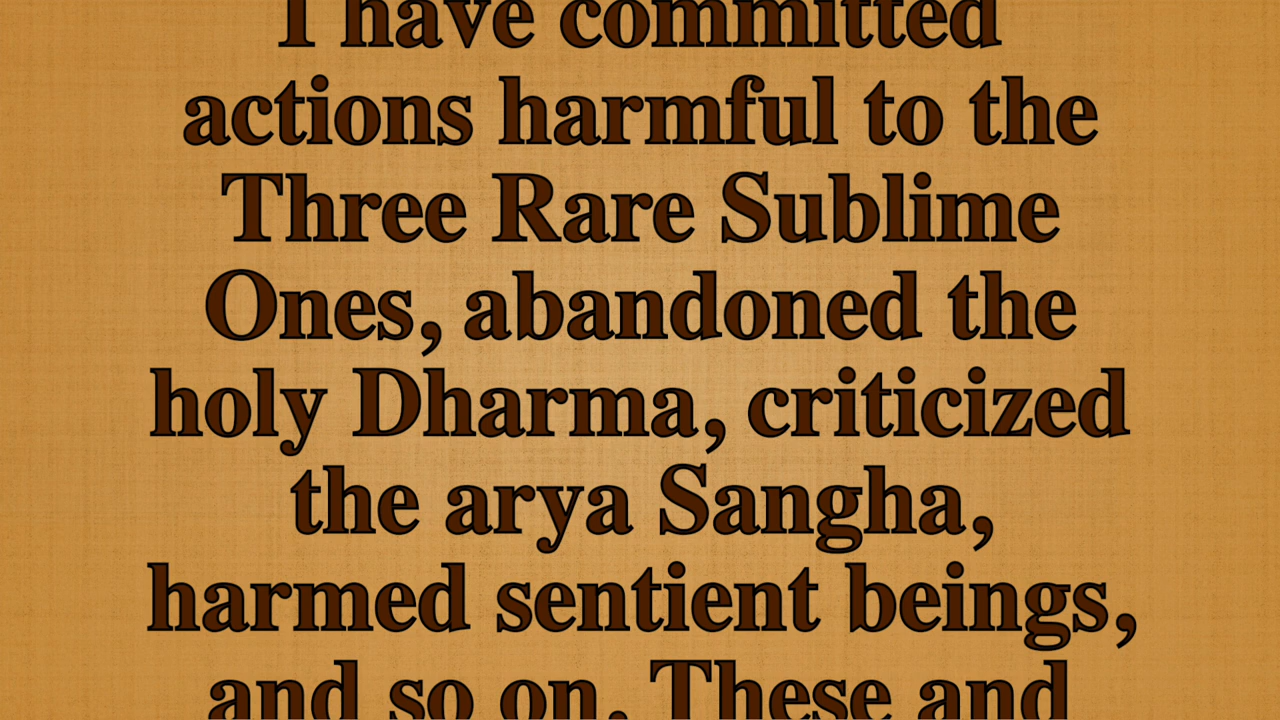 I have committed
actions harmful to the
Three Rare Sublime
Ones, abandoned the
holy Dharma, criticized
the arya Sangha,
harmed sentient beings,
and so on. These and